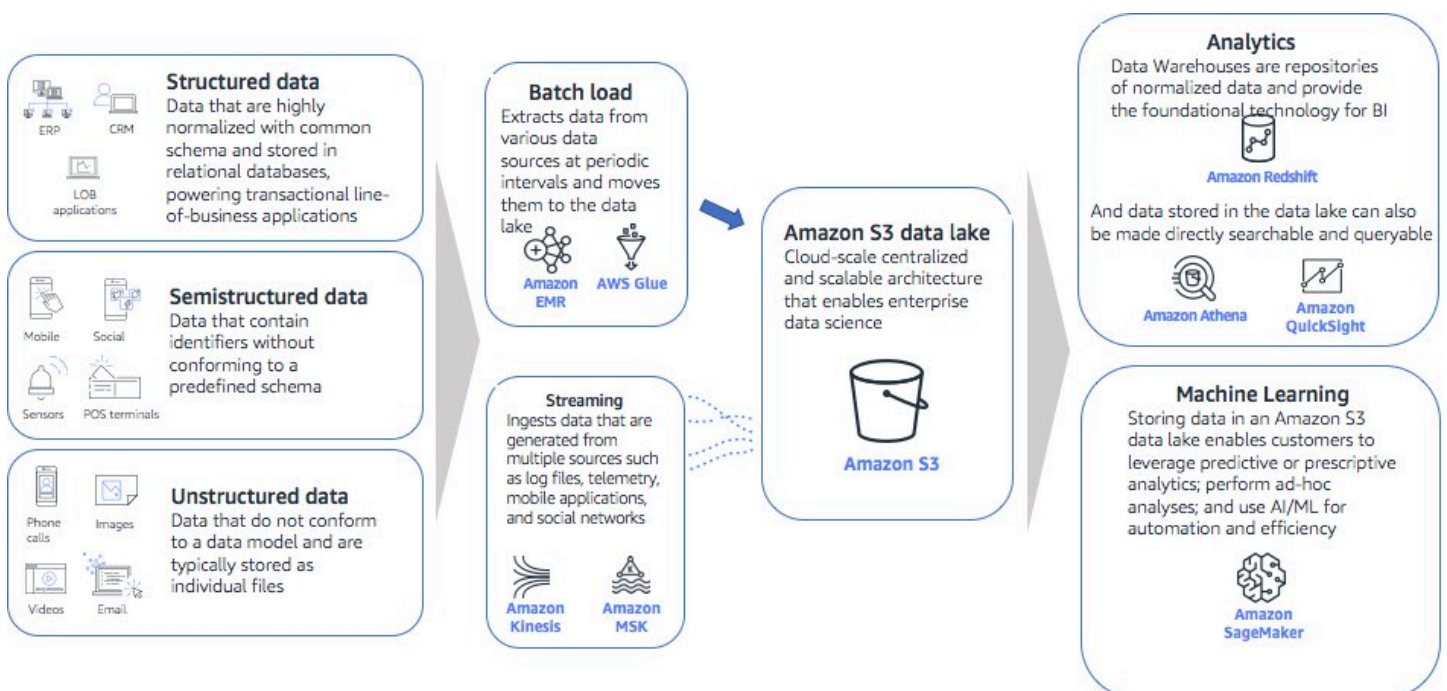 Structured data
Data that are highly
normalized with common
schema and stored in
relational databases,
powering transactional line-
of-business applications
ERP
CRM
LOB
applications
Semistructured data
Data that contain
identifiers without
conforming to a
predefined schema
Mobile
Social
Sensors
POS terminals
Unstructured data
Data that do not conform
to a data model and are
typically stored as
individual files
Phone
calls
Images
Videos
Email
Batch load
Extracts data from
various data
sources at periodic
intervals and moves
them to the data
lake
Amazon
EMR
AWS Glue
Streaming
Ingests data that are
generated from
multiple sources such
as log files, telemetry,
mobile applications,
and social networks
Amazon
Kinesis
Amazon
MSK
Amazon S3 data lake
Cloud-scale centralized
and scalable architecture
that enables enterprise
data science
Amazon S3
Analytics
Data Warehouses are repositories
of normalized data and provide
the foundational technology for BI
Amazon Redshift
And data stored in the data lake can also
be made directly searchable and queryable
Amazon Athena
Amazon
QuickSight
Machine Learning
Storing data in an Amazon S3
data lake enables customers to
leverage predictive or prescriptive
analytics; perform ad-hoc
analyses; and use AI/ML for
automation and efficiency
Amazon
SageMaker